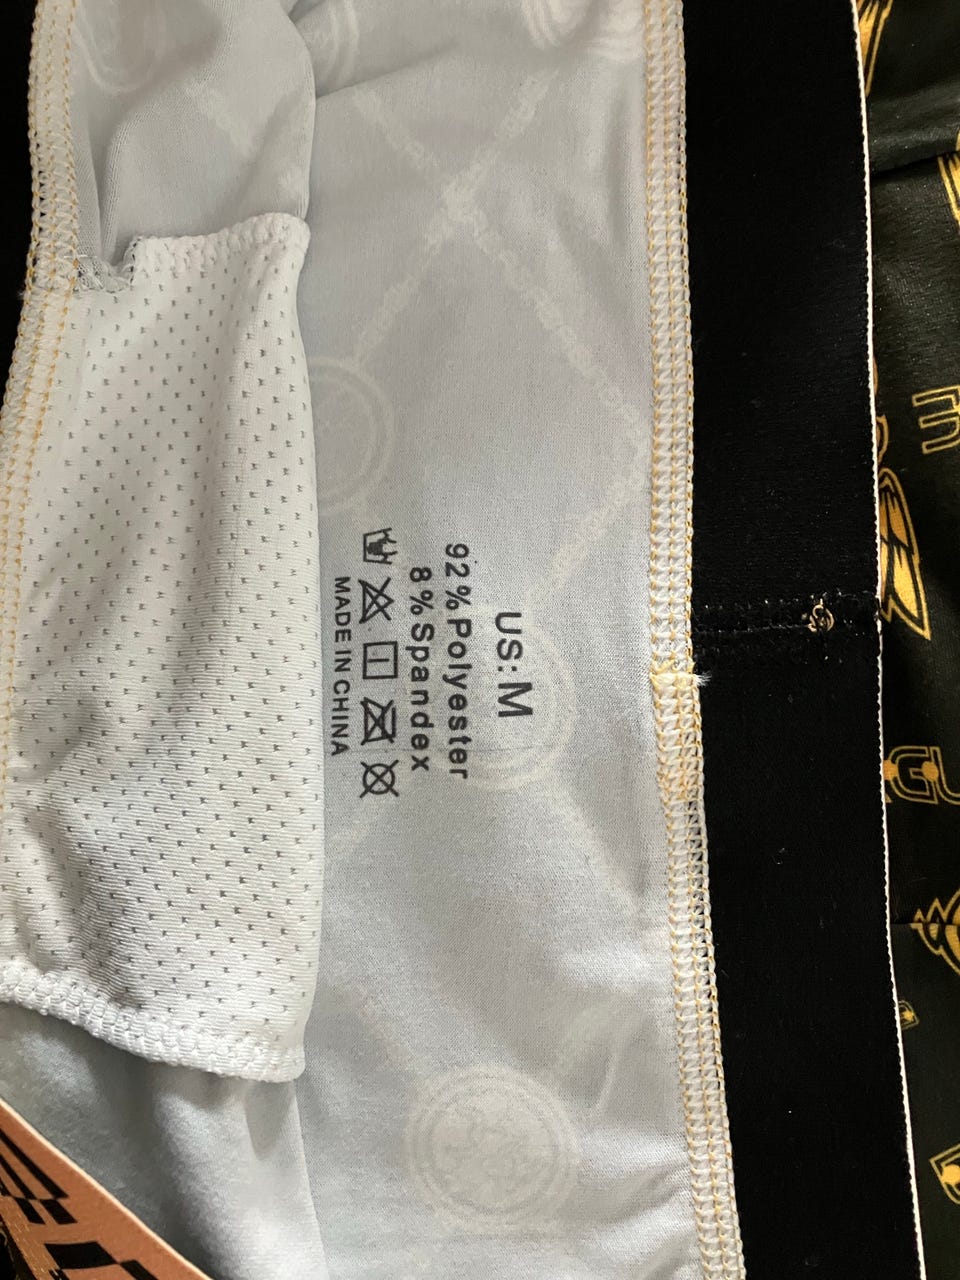 US: M
92% Polyester
8% Spandex
MADE IN CHINA